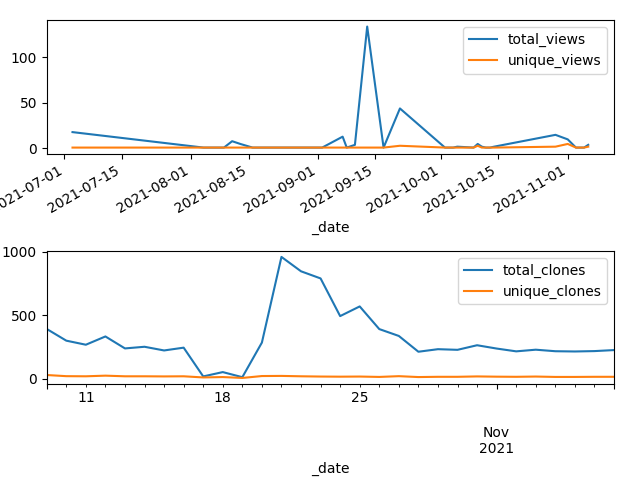 100
50
0
total_views
unique_views
021-07-01
2021-07-15
2021-08-01
2021-08-15
2021-09-01
2021-09-15
2021-10-01
2021-10-15
2021-11-01
_date
1000
500
0
total_clones
unique_clones
11
18
25
Nov
2021
_date